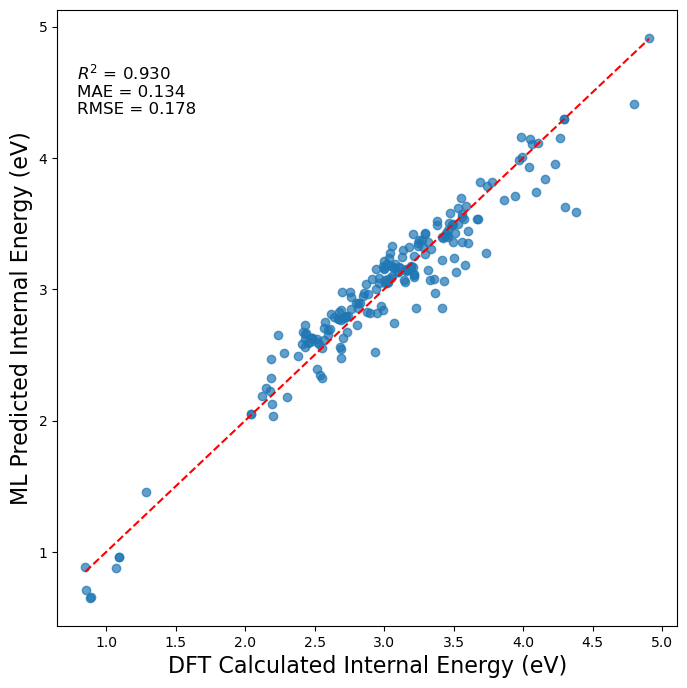 5
R² = 0.930
MAE = 0.134
RMSE = 0.178
4
3
2
1
ML Predicted Internal Energy (eV)
1.0 1.5 2.0 2.5 3.0 3.5 4.0 4.5 5.0
DFT Calculated Internal Energy (eV)